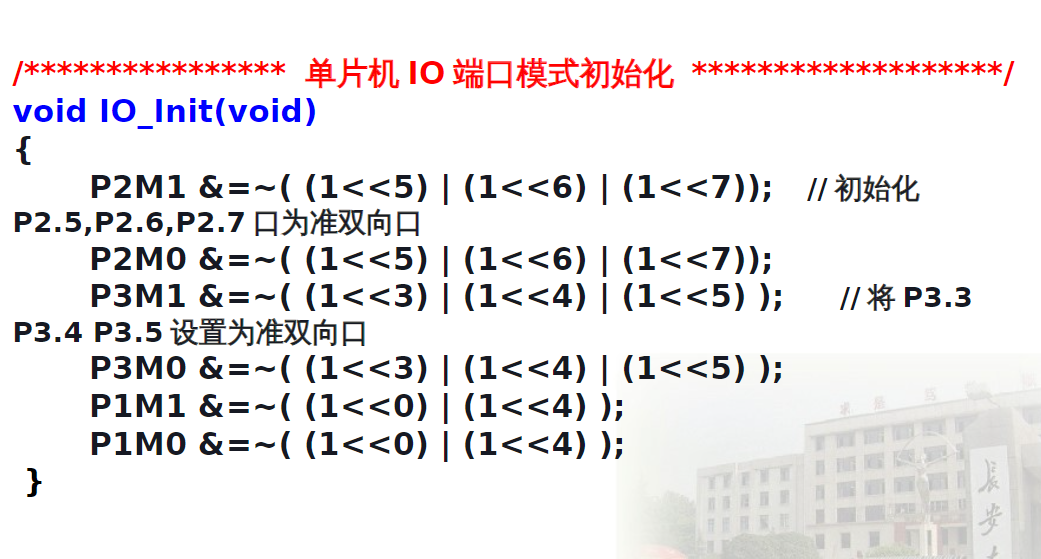 /**************** 单片机 IO 端口模式初始化 *******************/
void IO_Init(void)
{
P2M1 &=~( (1<<5) | (1<<6) | (1<<7)); // 初始化
P2.5,P2.6,P2.7 口为准双向口
P2M0 &=~( (1<<5) | (1<<6) | (1<<7));
P3M1 &=~( (1<<3) | (1<<4) | (1<<5) ); // 将 P3.3
P3.4 P3.5 设置为准双向口
P3M0 &=~( (1<<3) | (1<<4) | (1<<5) );
P1M1 &=~( (1<<0) | (1<<4) );
P1M0 &=~( (1<<0) | (1<<4) );
}
长安